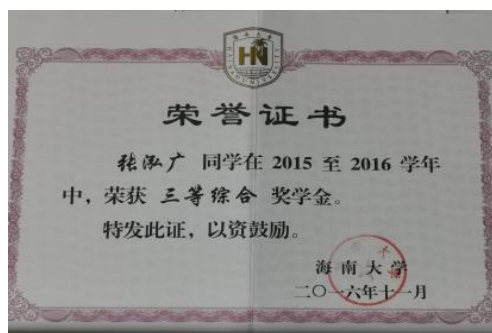 HN
荣誉证书
张泓广 同学在 2015 至 2016 学年
中，荣获 三等综合 奖学金。
特发此证，以资鼓励。
海南大学
二〇一六年十一月